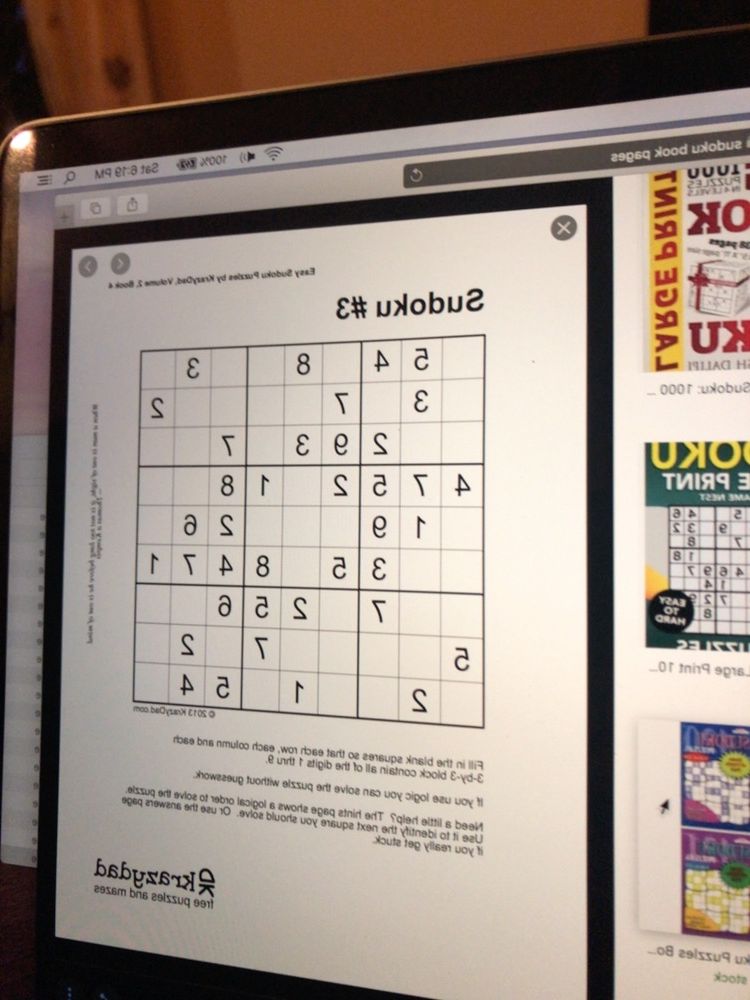 100% Sat 6:19 PM
sudoku book pages
Easy Sudoku Puzzles by KrazyDad, Volume 2, Book 4
Sudoku #3
5 4 8 3
3 7 2
2 9 3 7
4 7 5 2 1 8
1 9 2 6
3 5 8 4 7 1
7 2 5 6
5 7 2
2 1 5 4
© 2013 KrazyDad.com
Fill in the blank squares so that each row, each column and each
3-by-3 block contain all of the digits 1 thru 9.
If you use logic you can solve the puzzle without guesswork.
Need a little help? The hints page shows a logical order to solve the puzzle.
Use it to identify the next square you should solve. Or use the answers page
if you really get stuck.
krazydad
free puzzles and mazes
LARGE PRINT
1000
PUZZLES
IN 4 LEVELS
Sudoku: 1000 ...
PRINT
EASY
TO
HARD
PUZZLES
Large Print 10...
Puzzles Bo...
stock